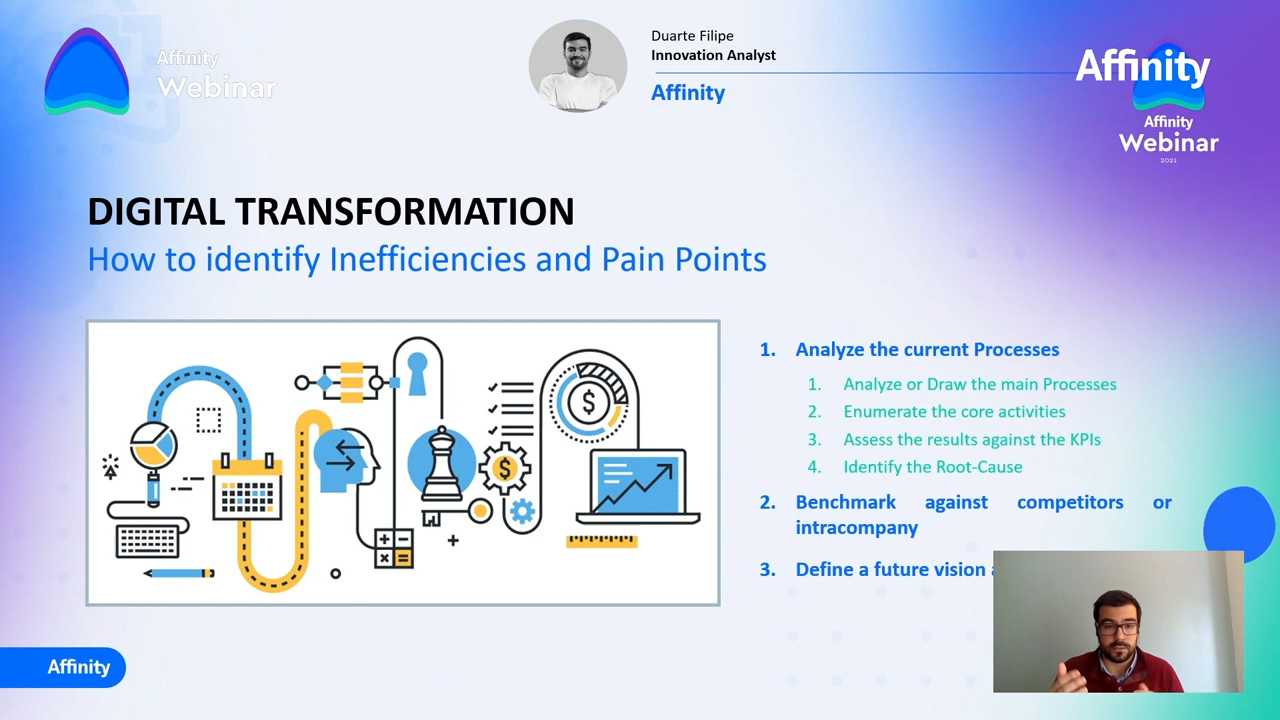 Affinity
Webinar
Duarte Filipe
Innovation Analyst
Affinity
Affinity
Affinity
Webinar
2021
DIGITAL TRANSFORMATION
How to identify Inefficiencies and Pain Points
1. Analyze the current Processes
1. Analyze or Draw the main Processes
2. Enumerate the core activities
3. Assess the results against the KPIs
4. Identify the Root-Cause
2. Benchmark against competitors or
intracompany
3. Define a future vision
Affinity